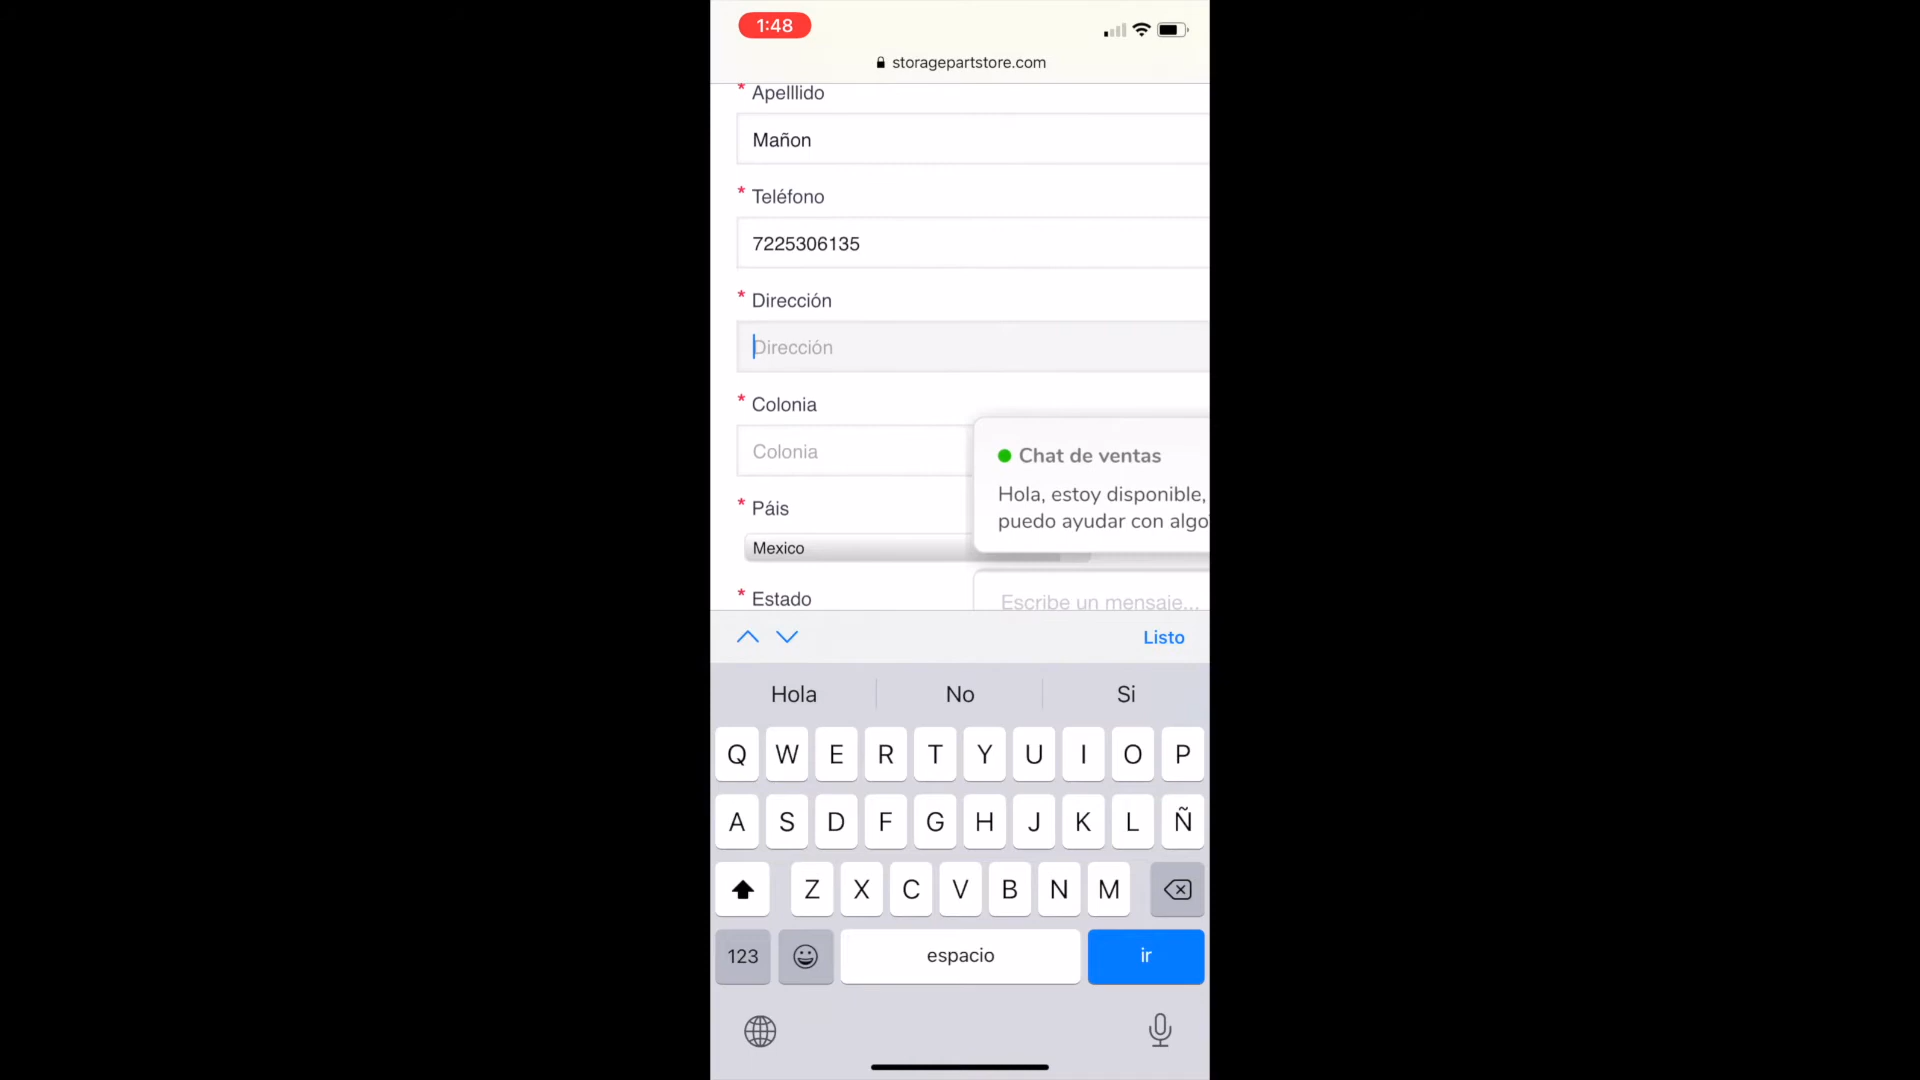 1:48
storagepartstore.com
* Apelllido
Mañon
* Teléfono
7225306135
* Dirección
Dirección
* Colonia
Colonia
Chat de ventas
Hola, estoy disponible,
puedo ayudar con algo
* Páis
Mexico
* Estado
Escribe un mensaje...
Listo
Hola No Si
Q W E R T Y U I O P
A S D F G H J K L Ñ
Z X C V B N M
123 espacio ir